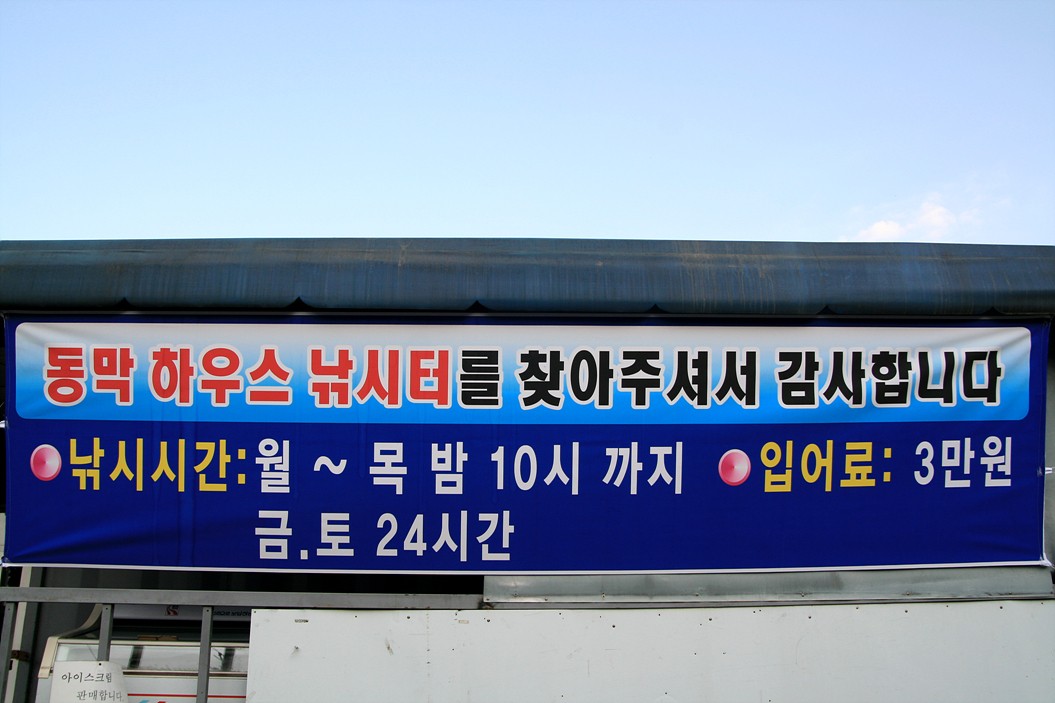 동막 하우스 낚시터를 찾아주셔서 감사합니다
낚시시간: 월 ~ 목 밤 10시 까지 입어료: 3만원
금.토 24시간
아이스크림
판매합니다.